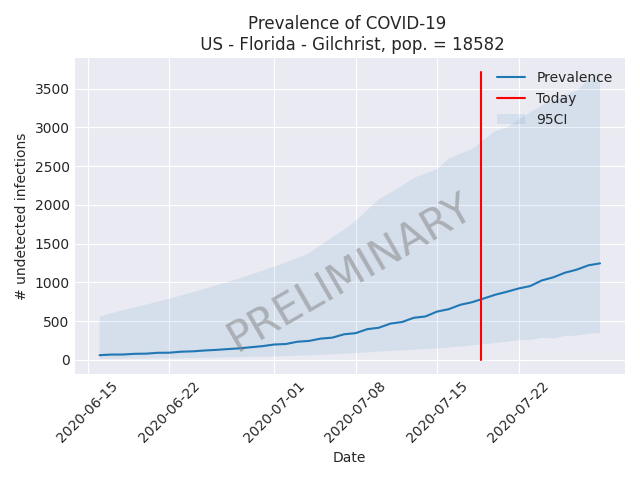 Prevalence of COVID-19
US - Florida - Gilchrist, pop. = 18582
Prevalence
Today
95CI
3500
3000
2500
2000
1500
1000
500
0
# undetected infections
PRELIMINARY
2020-06-15
2020-06-22
2020-07-01
2020-07-08
2020-07-15
2020-07-22
Date